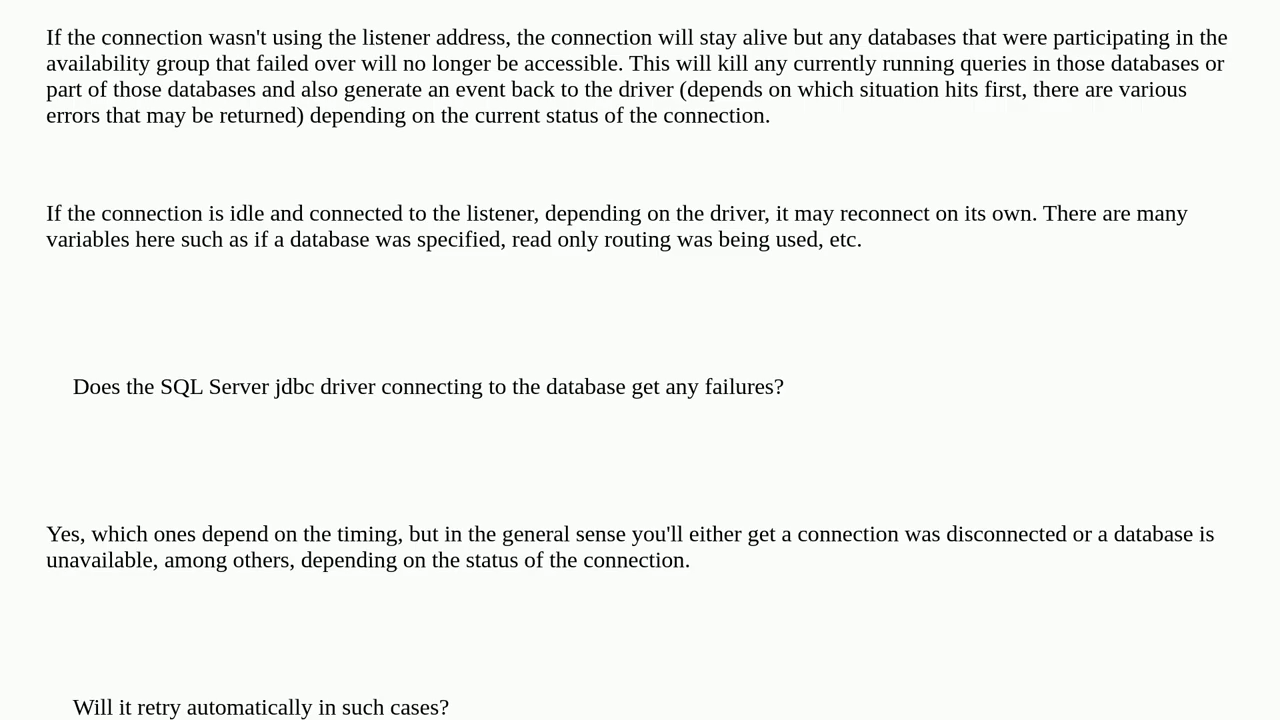 If the connection wasn't using the listener address, the connection will stay alive but any databases that were participating in the
availability group that failed over will no longer be accessible. This will kill any currently running queries in those databases or
part of those databases and also generate an event back to the driver (depends on which situation hits first, there are various
errors that may be returned) depending on the current status of the connection.
If the connection is idle and connected to the listener, depending on the driver, it may reconnect on its own. There are many
variables here such as if a database was specified, read only routing was being used, etc.
Does the SQL Server jdbc driver connecting to the database get any failures?
Yes, which ones depend on the timing, but in the general sense you'll either get a connection was disconnected or a database is
unavailable, among others, depending on the status of the connection.
Will it retry automatically in such cases?